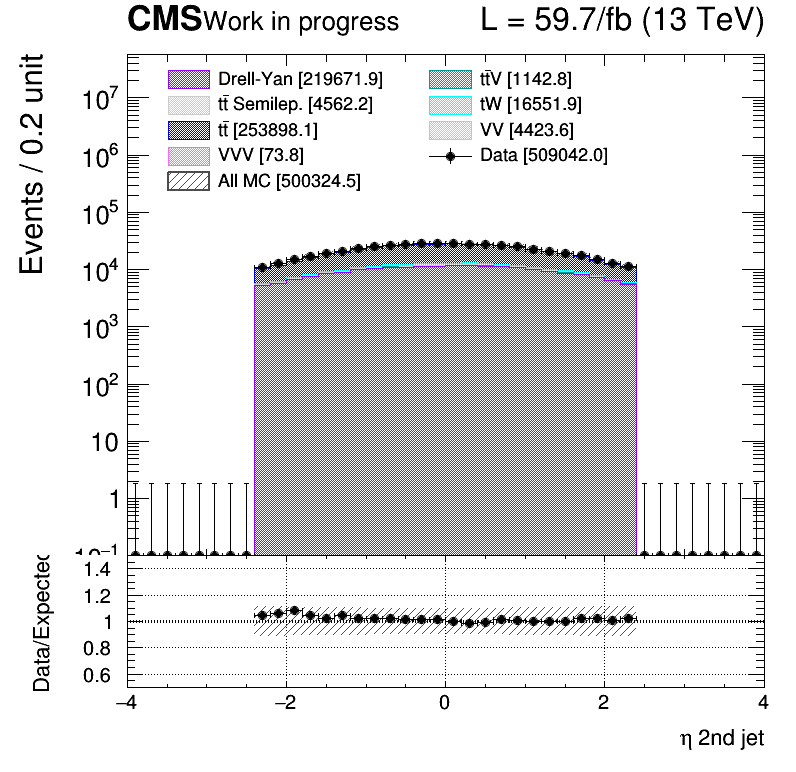 CMS Work in progress L = 59.7/fb (13 TeV)
Events / 0.2 unit
Drell-Yan [219671.9]
tt̄ Semilep. [4562.2]
tt̄ [253898.1]
VVV [73.8]
All MC [500324.5]
tt̄V [1142.8]
tW [16551.9]
VV [4423.6]
Data [509042.0]
10⁷
10⁶
10⁵
10⁴
10³
10²
10
1
10⁻¹
Data/Expected
1.4
1.2
1
0.8
0.6
−4 −2 0 2 4
η 2nd jet